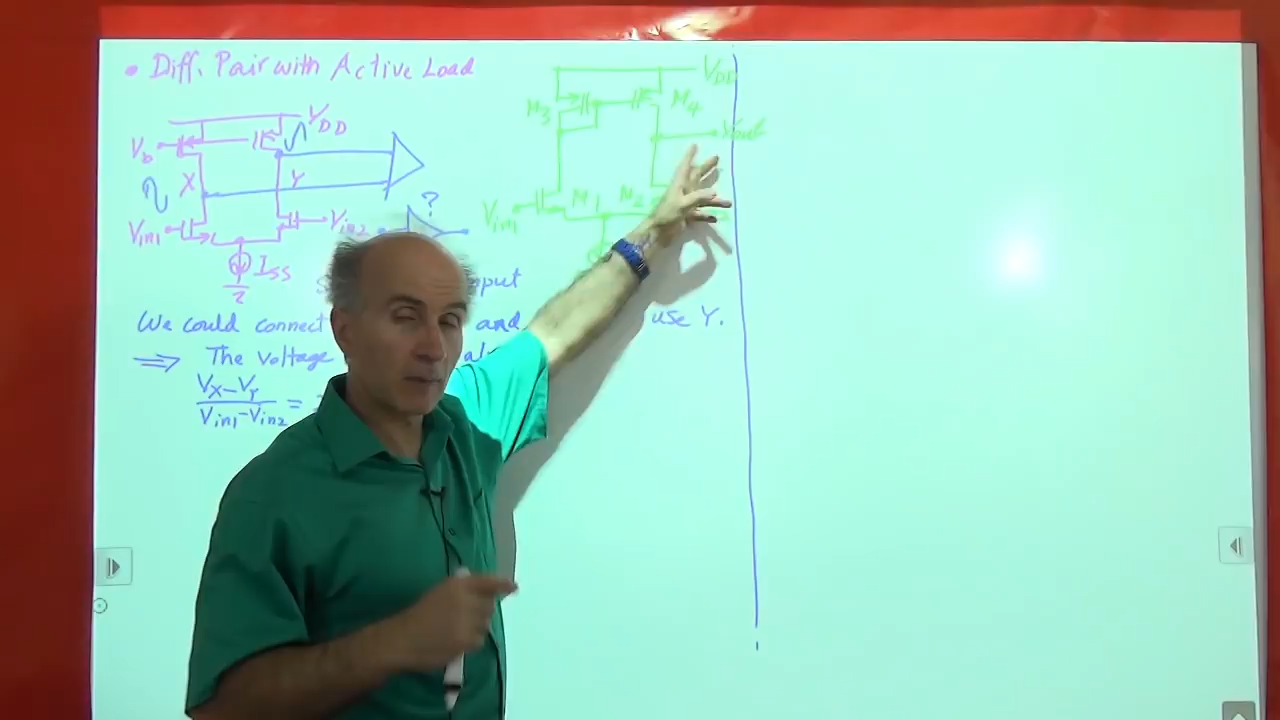 • Diff. Pair with Active Load
VDD
Vb
X
Y
Vin1
Vin2
ISS
?
M3
M4
VDD
Vout
Vin1
M1
M2
put
We could connect and use Y.
⇒ The voltage
VX-VY
Vin1-Vin2
=